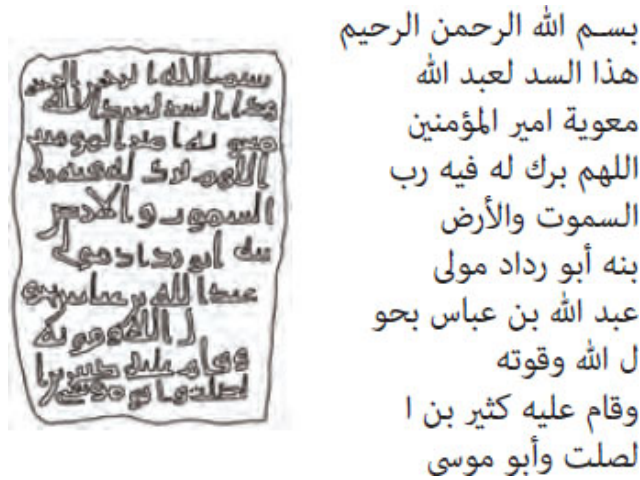 بسم الله الرحمن الرحيم
هذا السد لعبد الله
معوية امير المؤمنين
اللهم برك له فيه رب
السموت والأرض
بنه أبو رداد مولى
عبد الله بن عباس بحو
ل الله وقوته
وقام عليه كثير بن ا
لصلت وأبو موسى